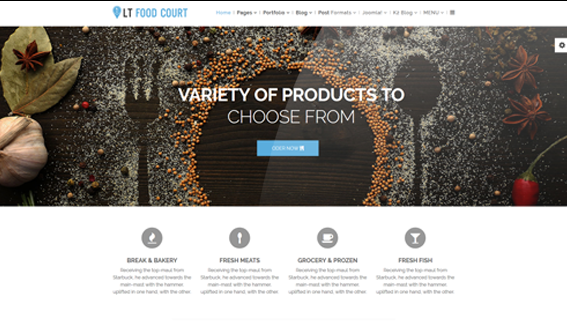 LT FOOD COURT
Home Pages Portfolio Blog Post Formats Joomla! K2 Blog MENU
VARIETY OF PRODUCTS TO
CHOOSE FROM
BREAK & BAKERY
Receiving the top-maul from
Starbuck, he advanced towards the
main-mast with the hammer
uplifted in one hand, with the other
FRESH MEATS
Receiving the top-maul from
Starbuck, he advanced towards the
main-mast with the hammer
uplifted in one hand, with the other
GROCERY & PROZEN
Receiving the top-maul from
Starbuck, he advanced towards the
main-mast with the hammer
uplifted in one hand, with the other
FRESH FISH
Receiving the top-maul from
Starbuck, he advanced towards the
main-mast with the hammer
uplifted in one hand, with the other